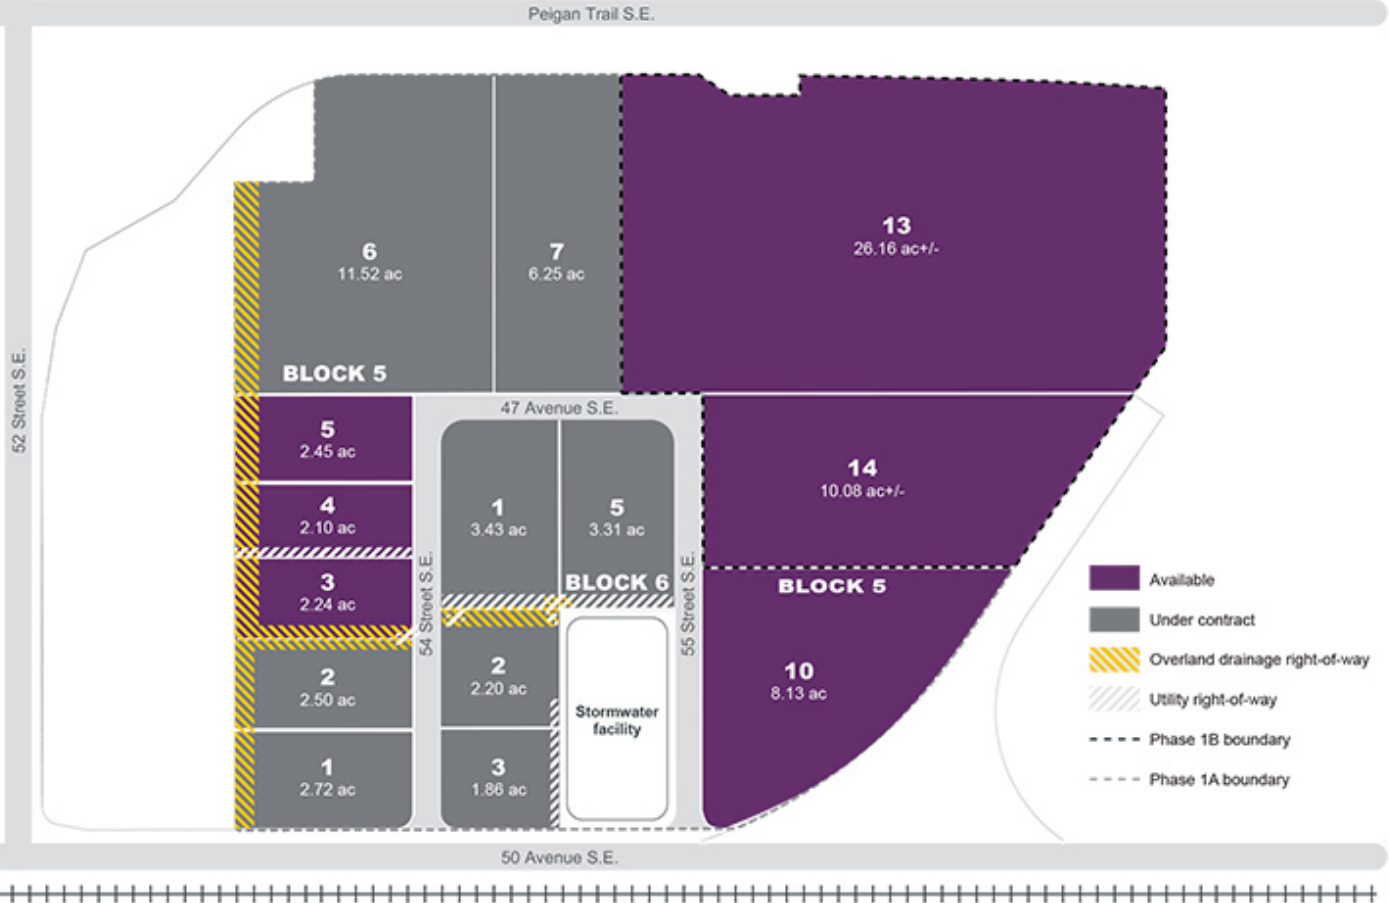 Peigan Trail S.E.
52 Street S.E.
6
11.52 ac
7
6.25 ac
13
26.16 ac+/-
BLOCK 5
47 Avenue S.E.
5
2.45 ac
4
2.10 ac
3
2.24 ac
2
2.50 ac
1
2.72 ac
54 Street S.E.
1
3.43 ac
5
3.31 ac
BLOCK 6
2
2.20 ac
3
1.86 ac
Stormwater
facility
55 Street S.E.
14
10.08 ac+/-
BLOCK 5
10
8.13 ac
Available
Under contract
Overland drainage right-of-way
Utility right-of-way
Phase 1B boundary
Phase 1A boundary
50 Avenue S.E.